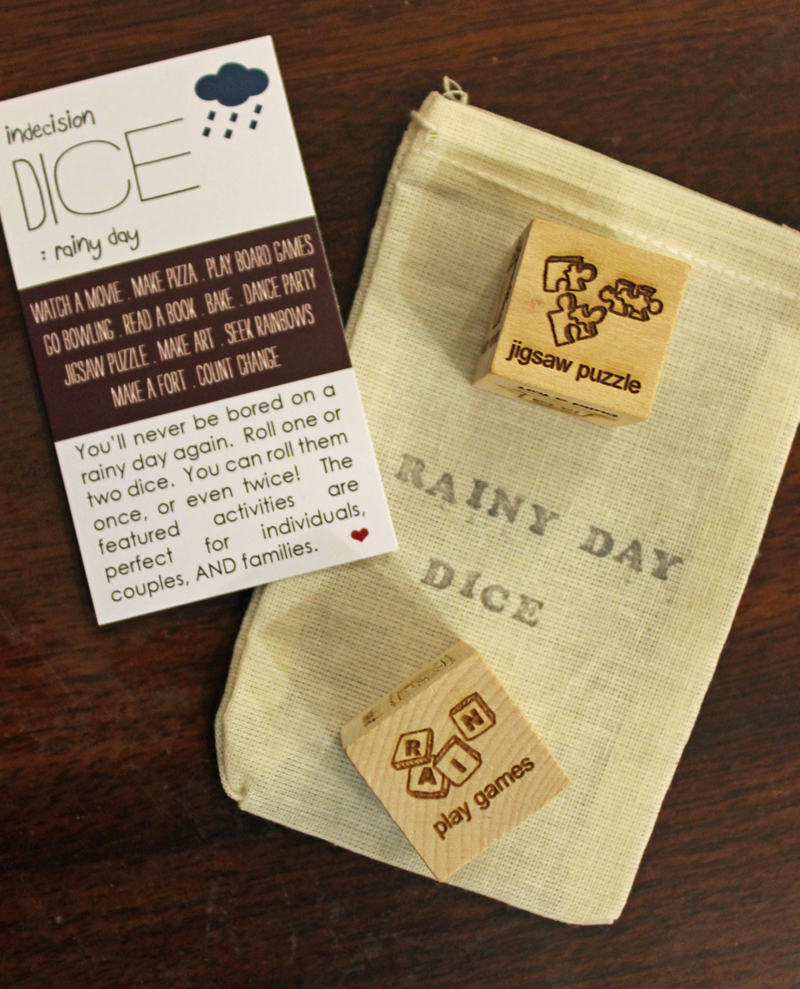 indecision
DICE
: rainy day
WATCH A MOVIE . MAKE PIZZA . PLAY BOARD GAMES
GO BOWLING . READ A BOOK . BAKE . DANCE PARTY
JIGSAW PUZZLE . MAKE ART . SEEK RAINBOWS
MAKE A FORT . COUNT CHANGE
You'll never be bored on a
rainy day again. Roll one or
two dice. You can roll them
once, or even twice! The
featured activities are
perfect for individuals,
couples, AND families.
jigsaw puzzle
RAINY DAY
DICE
R A I N
play games